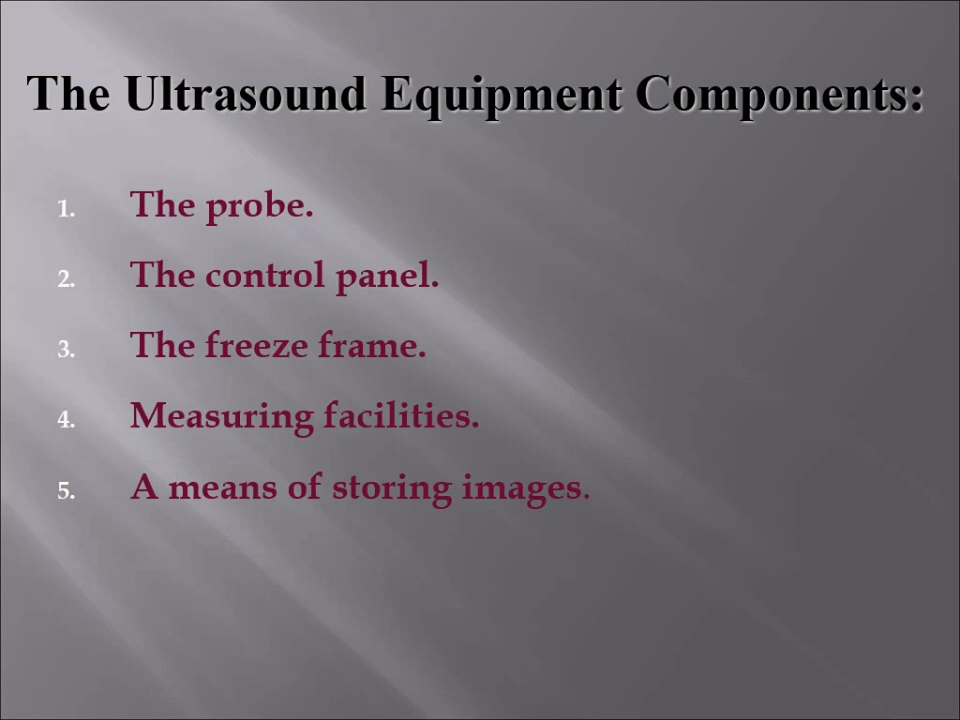 The Ultrasound Equipment Components:
1. The probe.
2. The control panel.
3. The freeze frame.
4. Measuring facilities.
5. A means of storing images.